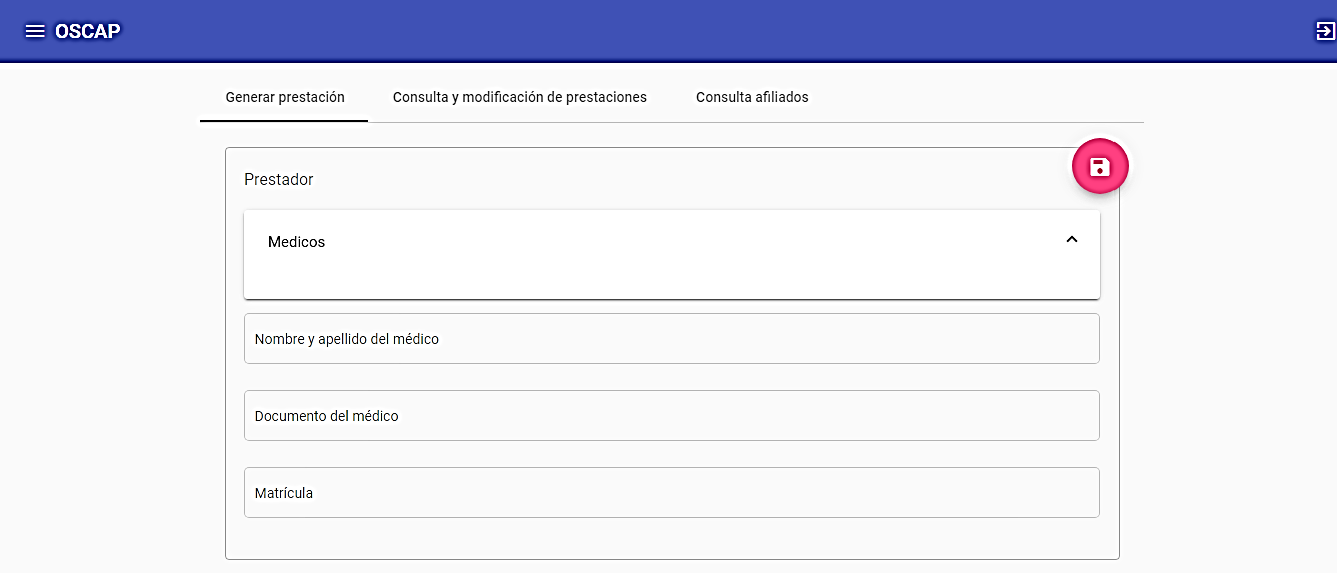 OSCAP
Generar prestación
Consulta y modificación de prestaciones
Consulta afiliados
Prestador
Medicos
Nombre y apellido del médico
Documento del médico
Matrícula